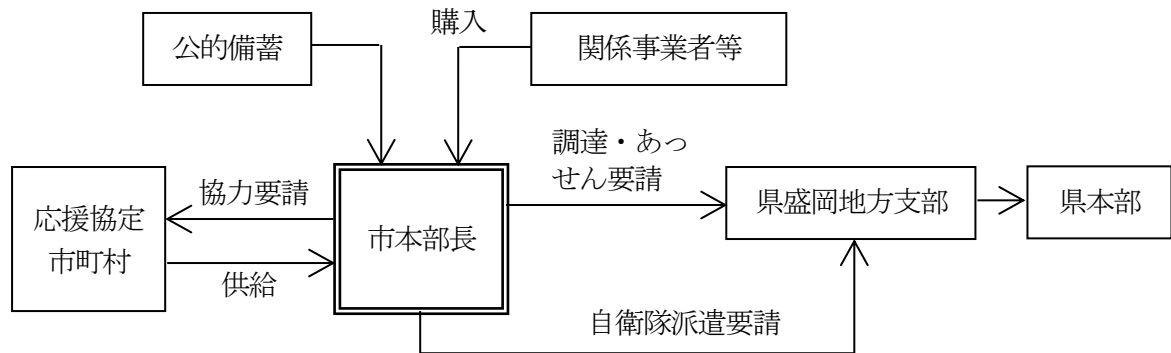 購入
公的備蓄
関係事業者等
調達・あっ
せん要請
協力要請
応援協定
市町村
市本部長
県盛岡地方支部
県本部
供給
自衛隊派遣要請